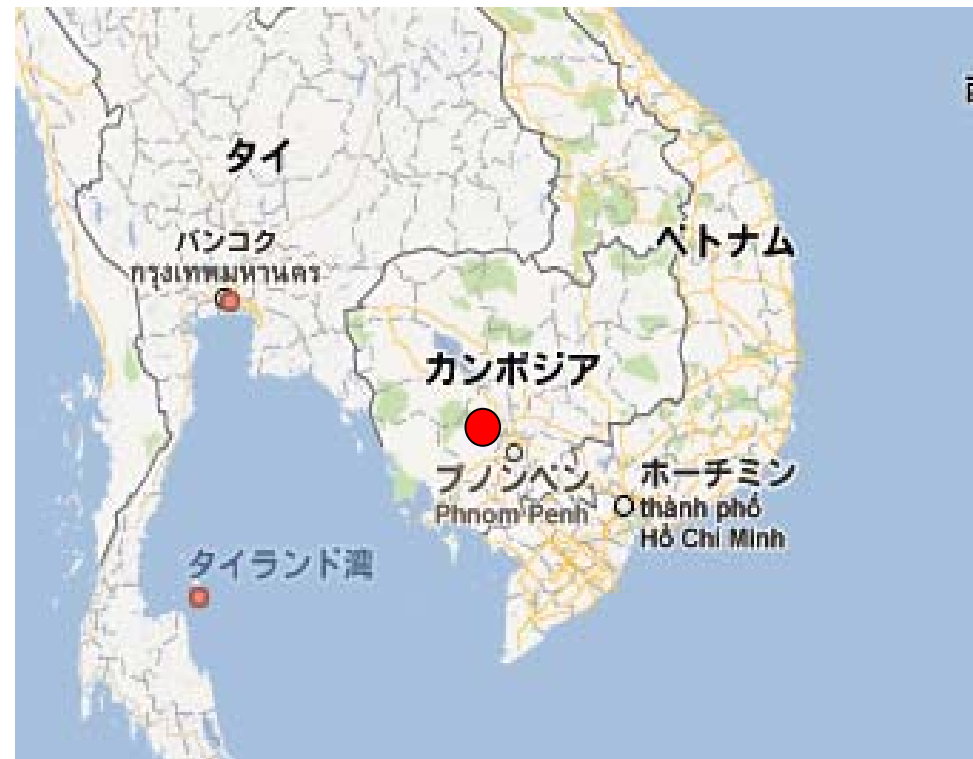 タイ
バンコク
กรุงเทพมหานคร
ベトナム
カンボジア
プノンペン
Phnom Penh
ホーチミン
thành phố
Hồ Chí Minh
タイランド湾